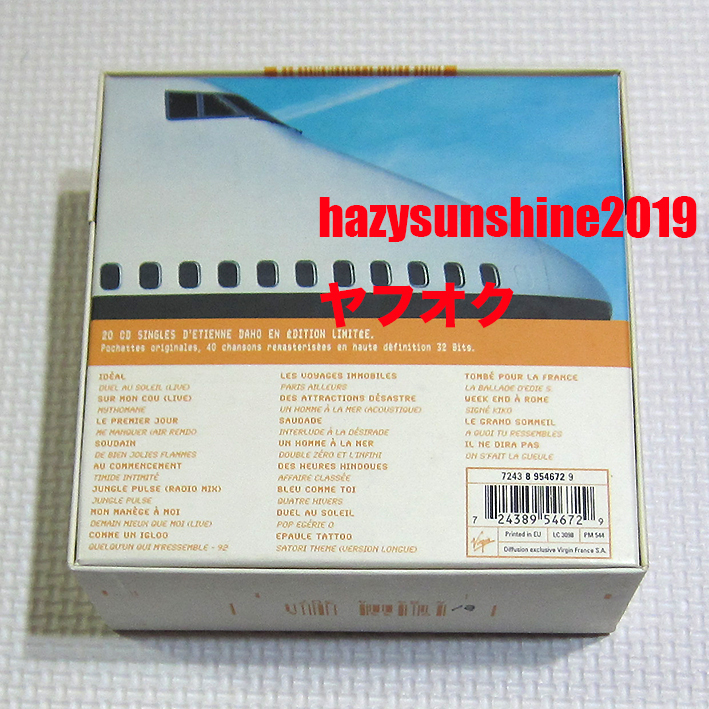 hazysunshine2019
ヤフオク
20 CD SINGLES D'ETIENNE DAHO EN ÉDITION LIMITÉE.
Pochettes originales, 40 chansons remasterisées en haute définition 32 Bits.
IDÉAL
DUEL AU SOLEIL (LIVE)
SUR MON COU (LIVE)
MYTHOMANE
LE PREMIER JOUR
ME MANQUER (AIR REMIX)
SOUDAIN
DE BIEN JOLIES FLAMMES
AU COMMENCEMENT
TIMIDE INTIMITÉ
JUNGLE PULSE (RADIO MIX)
JUNGLE PULSE
MON MANÈGE À MOI
DEMAIN MIEUX QUE MOI (LIVE)
COMME UN IGLOO
QUELQU'UN QUI M'RESSEMBLE - 92
LES VOYAGES IMMOBILES
PARIS AILLEURS
DES ATTRACTIONS DÉSASTRE
UN HOMME À LA MER (ACOUSTIQUE)
SAUDADE
INTERLUDE À LA DÉSIRADE
UN HOMME À LA MER
DOUBLE ZÉRO ET L'INFINI
DES HEURES HINDOUES
AFFAIRE CLASSÉE
BLEU COMME TOI
QUATRE HIVERS
DUEL AU SOLEIL
POP EGÉRIE O
EPAULE TATTOO
SATORI THEME (VERSION LONGUE)
TOMBÉ POUR LA FRANCE
LA BALLADE D'EDIE S.
WEEK END À ROME
SIGNÉ KIKO
LE GRAND SOMMEIL
A QUOI TU RESSEMBLES
IL NE DIRA PAS
ON S'FAIT LA GUEULE
7243 8 954672 9
7 24389 54672 9
Virgin
Printed in EU
LC 3098
PM 544
Diffusion exclusive Virgin France S.A.